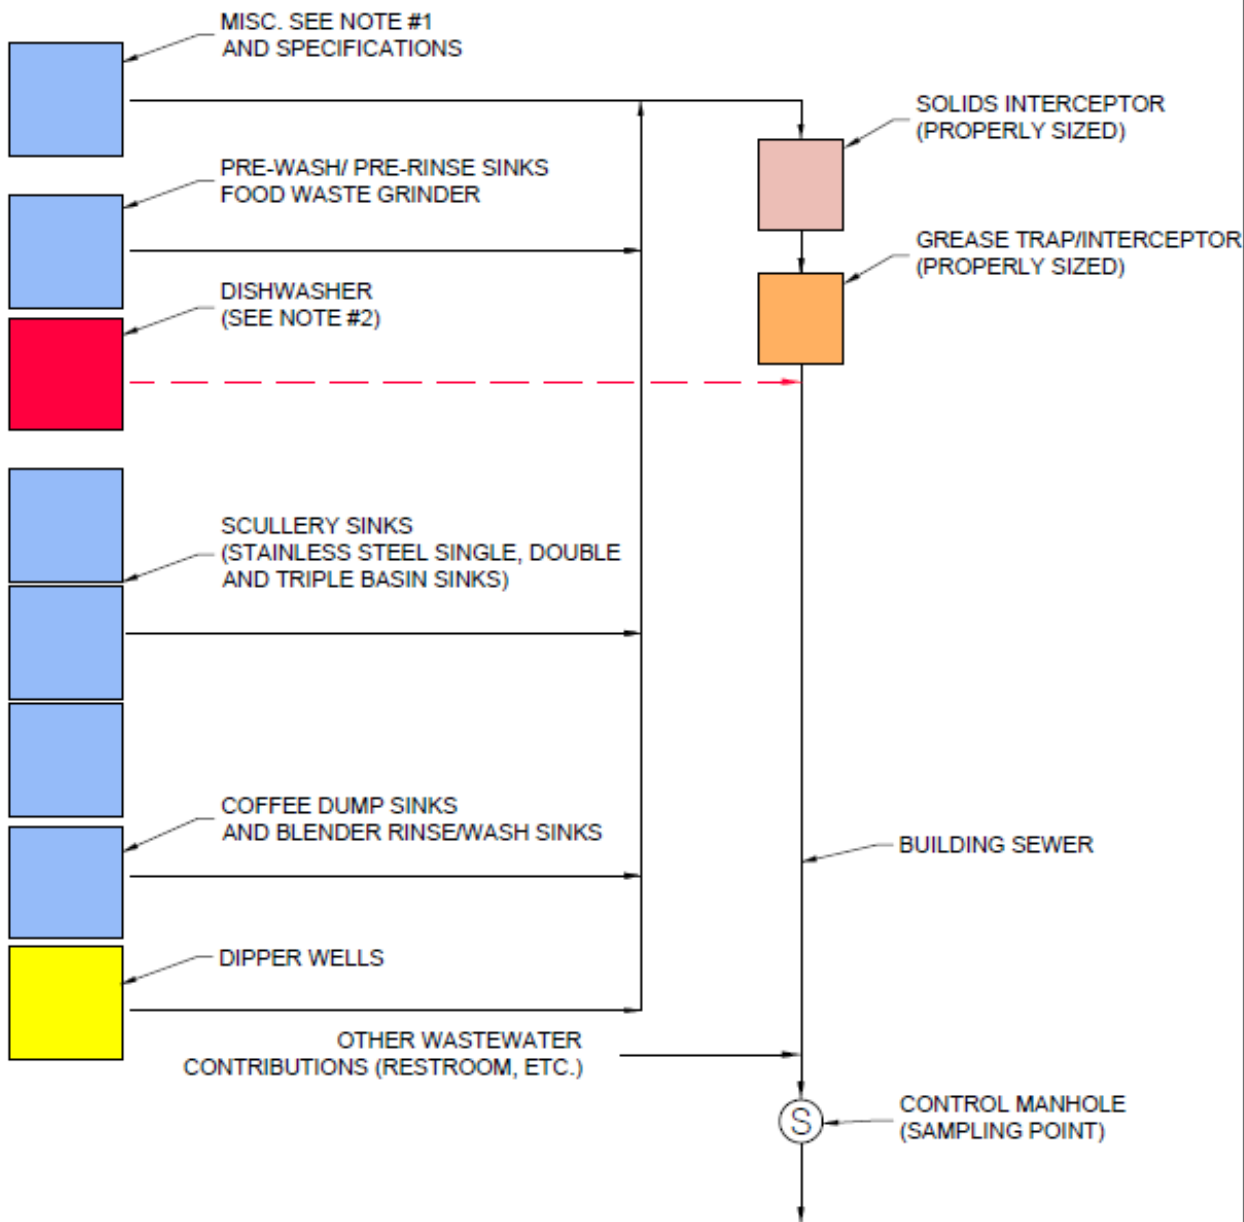 MISC. SEE NOTE #1
AND SPECIFICATIONS
SOLIDS INTERCEPTOR
(PROPERLY SIZED)
PRE-WASH/ PRE-RINSE SINKS
FOOD WASTE GRINDER
GREASE TRAP/INTERCEPTOR
(PROPERLY SIZED)
DISHWASHER
(SEE NOTE #2)
SCULLERY SINKS
(STAINLESS STEEL SINGLE, DOUBLE
AND TRIPLE BASIN SINKS)
COFFEE DUMP SINKS
AND BLENDER RINSE/WASH SINKS
BUILDING SEWER
DIPPER WELLS
OTHER WASTEWATER
CONTRIBUTIONS (RESTROOM, ETC.)
S
CONTROL MANHOLE
(SAMPLING POINT)